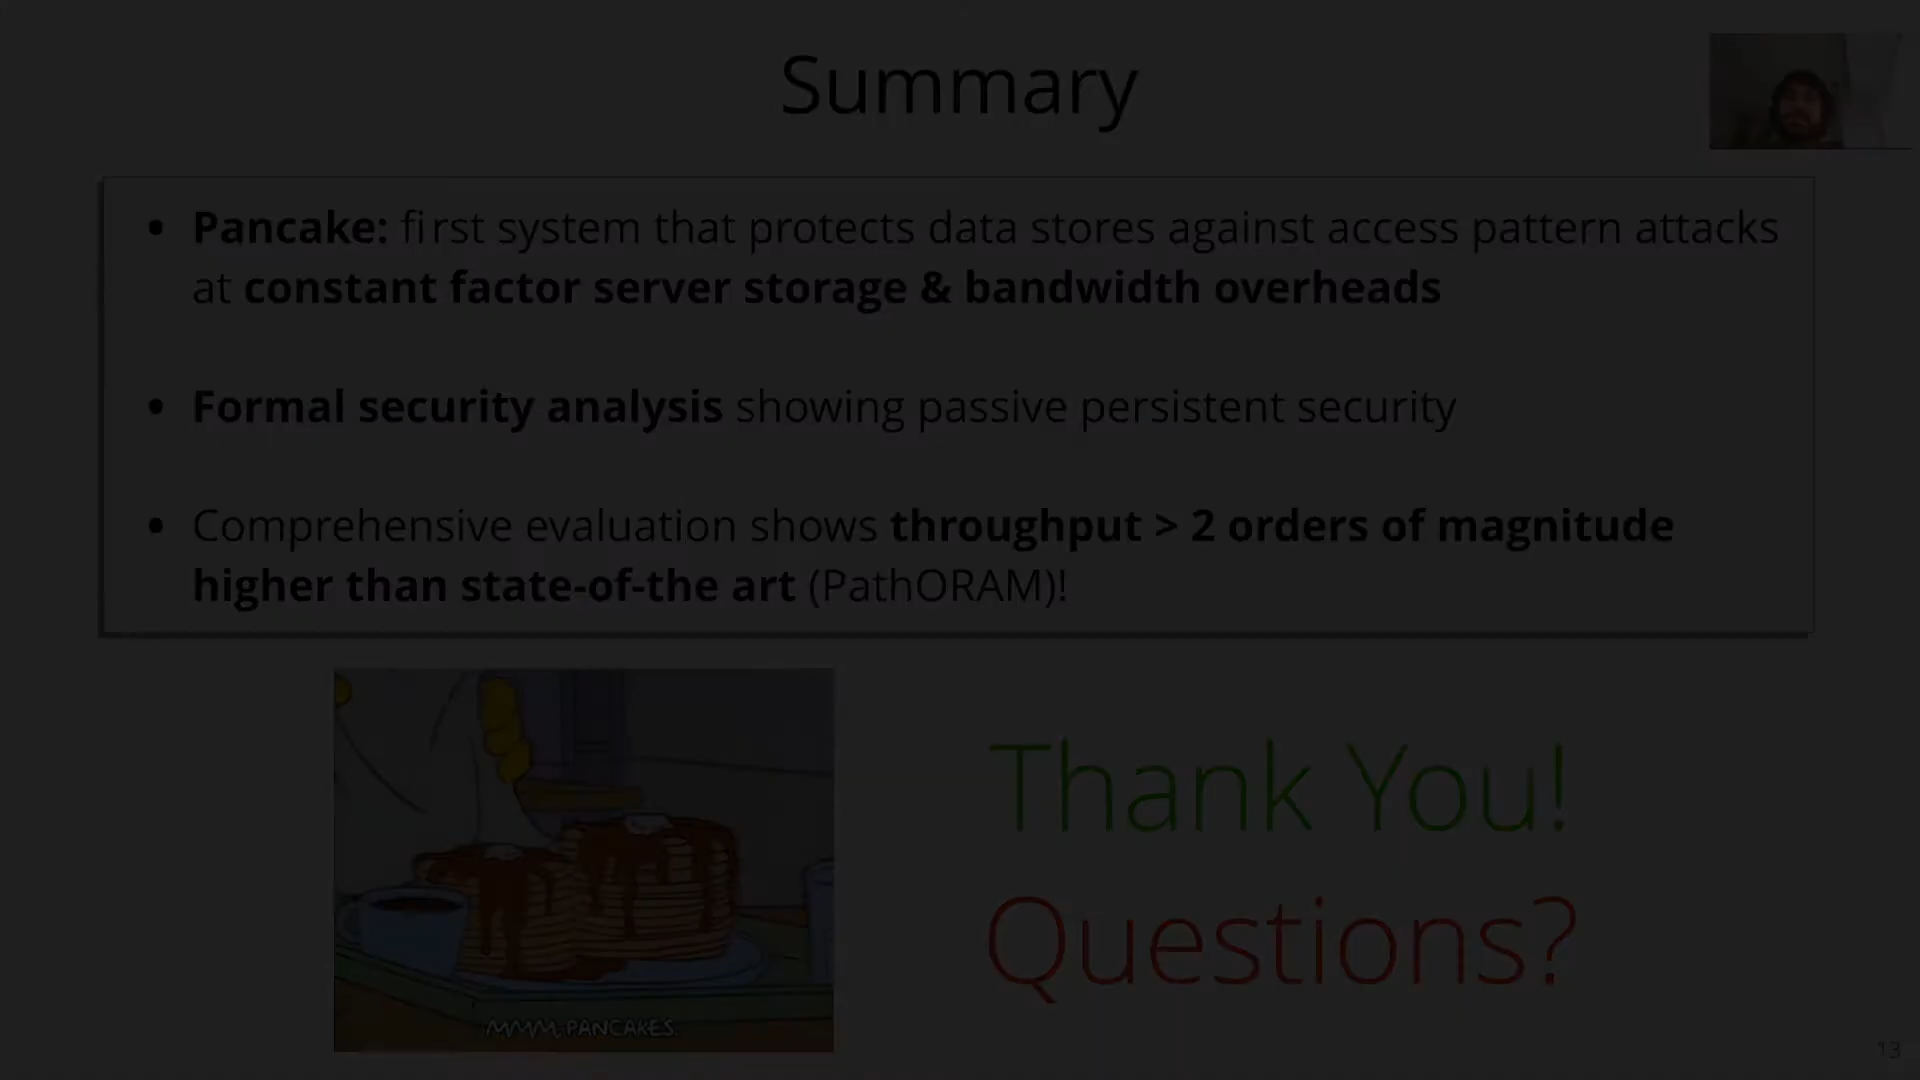 Summary
• Pancake: first system that protects data stores against access pattern attacks
at constant factor server storage & bandwidth overheads
• Formal security analysis showing passive persistent security
• Comprehensive evaluation shows throughput > 2 orders of magnitude
higher than state-of-the art (PathORAM)!
MMM PANCAKES.
Thank You!
Questions?
13